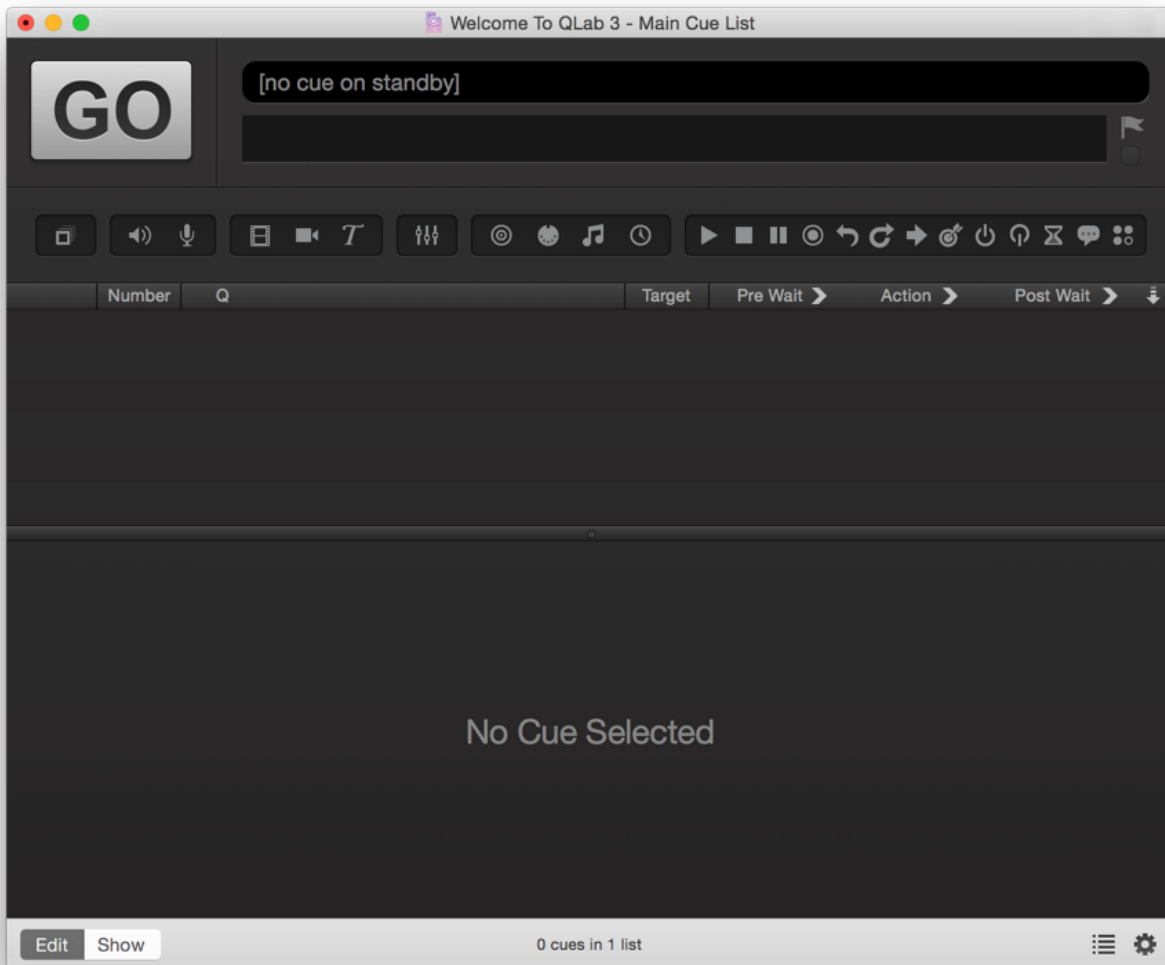 Welcome To QLab 3 - Main Cue List
GO
[no cue on standby]
T
Number Q Target Pre Wait Action Post Wait
No Cue Selected
Edit Show 0 cues in 1 list